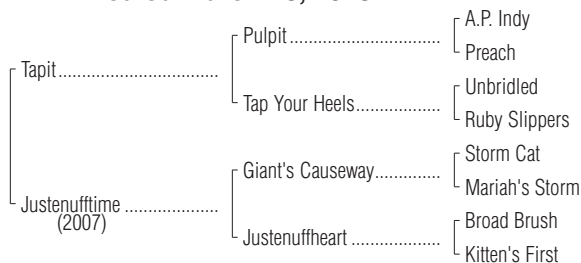 A.P. Indy
Pulpit
Preach
Tapit
Unbridled
Tap Your Heels
Ruby Slippers
Storm Cat
Giant's Causeway
Mariah's Storm
Justenufftime
(2007)
Broad Brush
Justenuffheart
Kitten's First